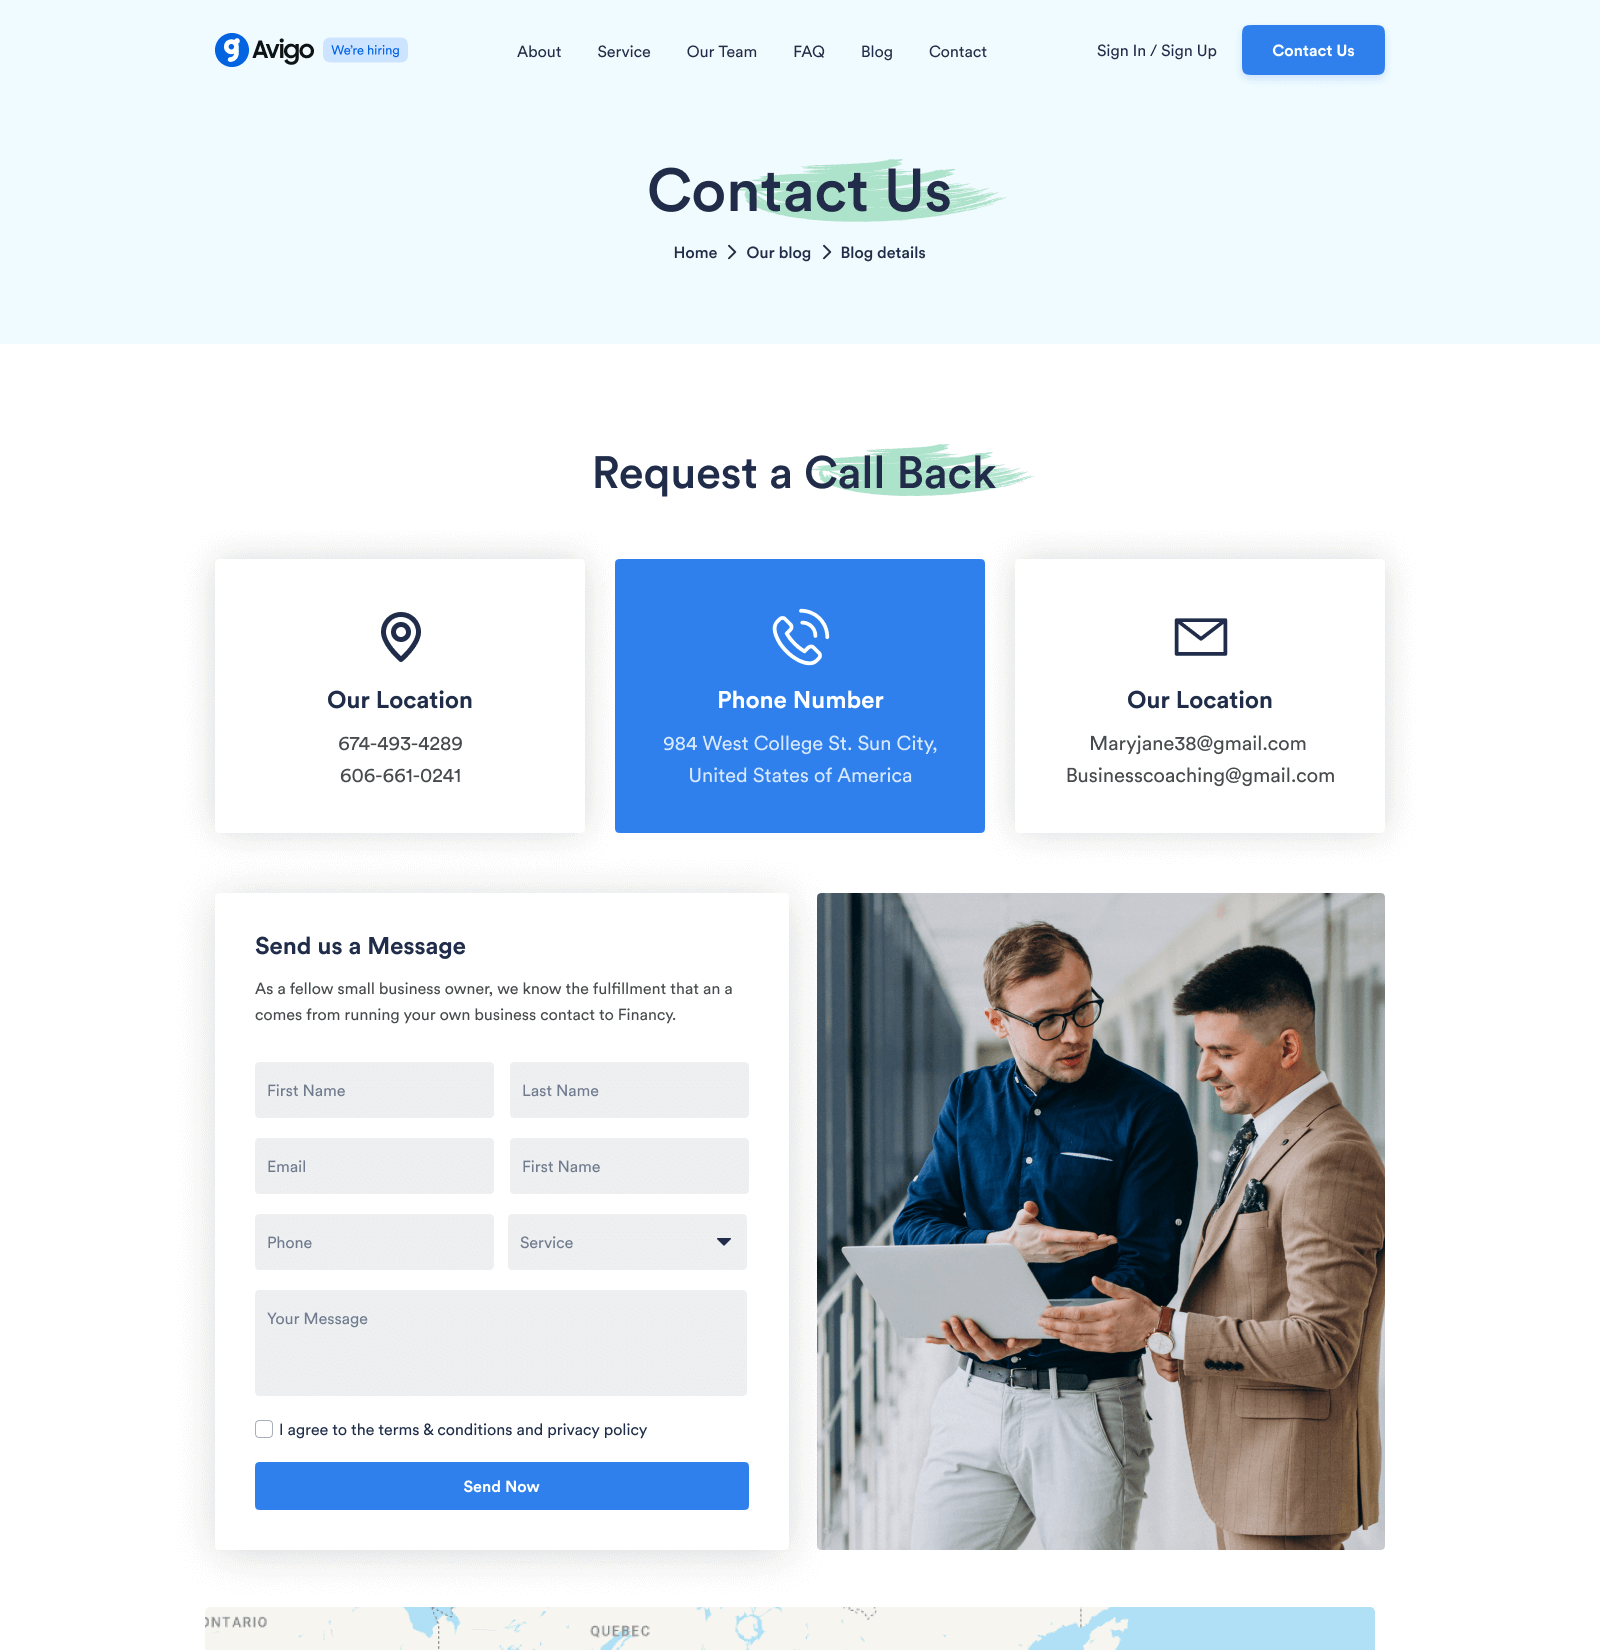 Avigo
We're hiring
About
Service
Our Team
FAQ
Blog
Contact
Sign In / Sign Up
Contact Us
Contact Us
Home > Our blog > Blog details
Request a Call Back
Our Location
674-493-4289
606-661-0241
Phone Number
984 West College St. Sun City,
United States of America
Our Location
Maryjane38@gmail.com
Businesscoaching@gmail.com
Send us a Message
As a fellow small business owner, we know the fulfillment that an a
comes from running your own business contact to Financy.
First Name
Last Name
Email
First Name
Phone
Service
Your Message
I agree to the terms & conditions and privacy policy
Send Now
ONTARIO
QUEBEC